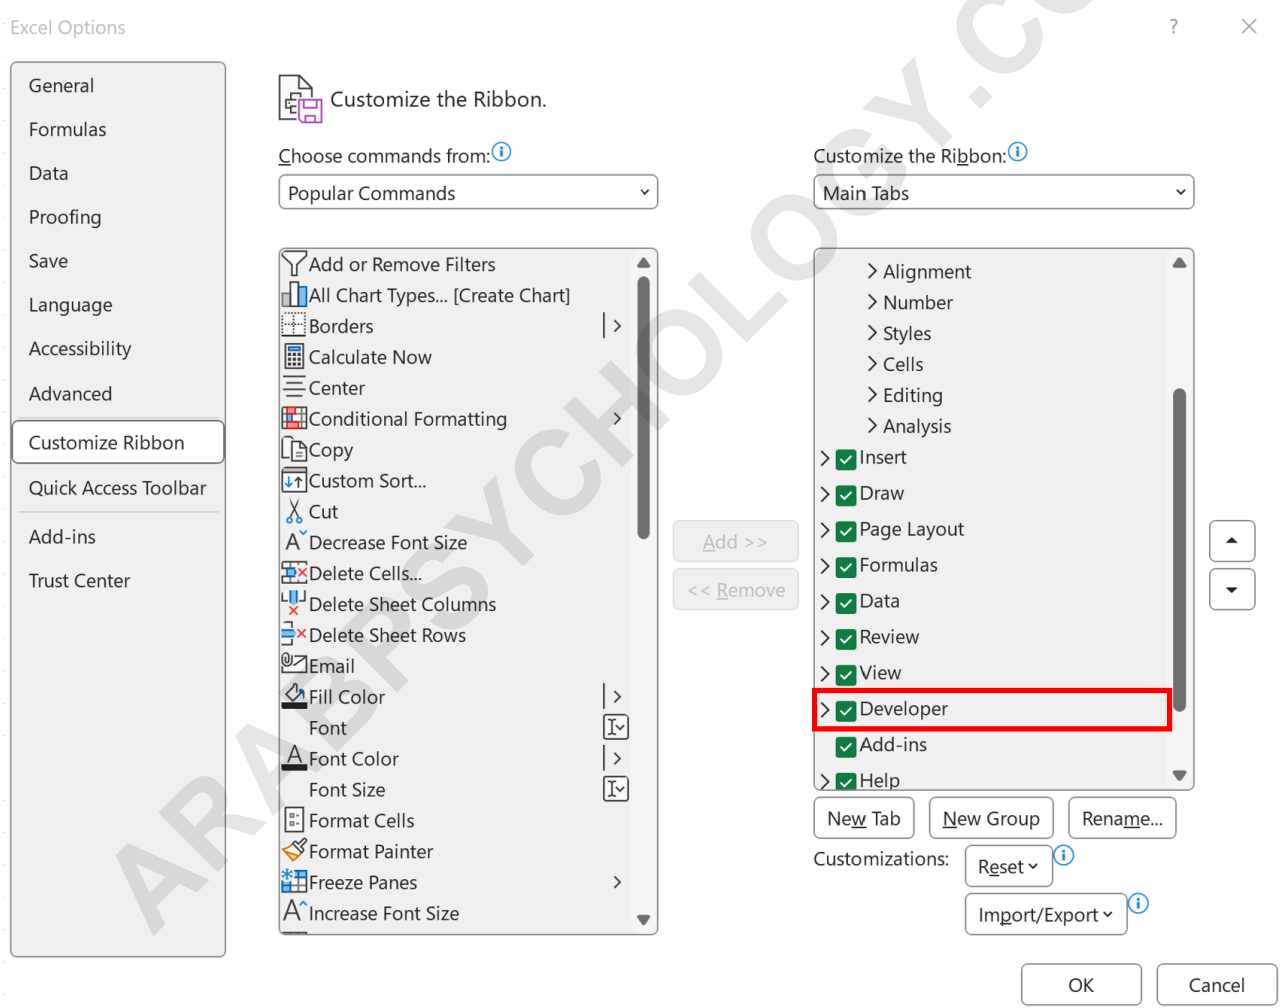 Excel Options
?
General
Formulas
Data
Proofing
Save
Language
Accessibility
Advanced
Customize Ribbon
Quick Access Toolbar
Add-ins
Trust Center
Customize the Ribbon.
Choose commands from:
Popular Commands
Add or Remove Filters
All Chart Types... [Create Chart]
Borders
Calculate Now
Center
Conditional Formatting
Copy
Custom Sort...
Cut
Decrease Font Size
Delete Cells...
Delete Sheet Columns
Delete Sheet Rows
Email
Fill Color
Font
Font Color
Font Size
Format Cells
Format Painter
Freeze Panes
Increase Font Size
Add >>
<< Remove
Customize the Ribbon:
Main Tabs
Alignment
Number
Styles
Cells
Editing
Analysis
Insert
Draw
Page Layout
Formulas
Data
Review
View
Developer
Add-ins
Help
New Tab
New Group
Rename...
Customizations:
Reset
Import/Export
OK
Cancel
ARABPSYCHOLOGY.CO